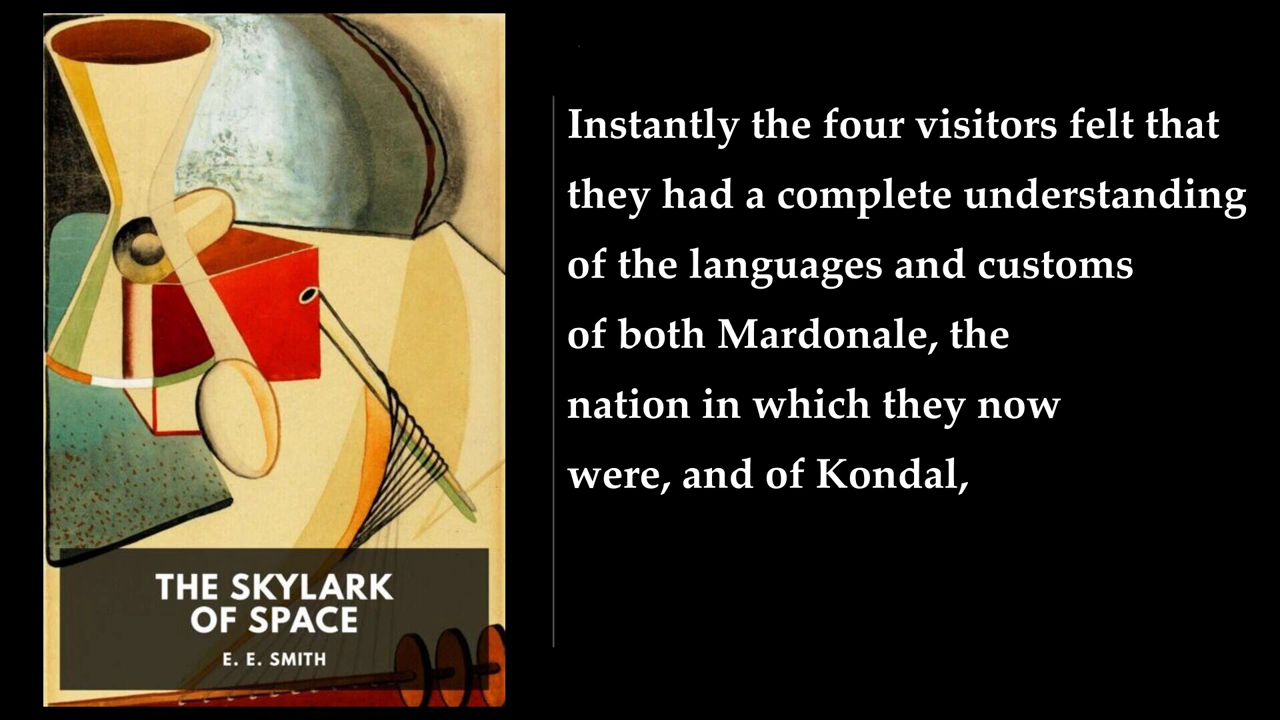 Instantly the four visitors felt that
they had a complete understanding
of the languages and customs
of both Mardonale, the
nation in which they now
were, and of Kondal,
THE SKYLARK
OF SPACE
E. E. SMITH